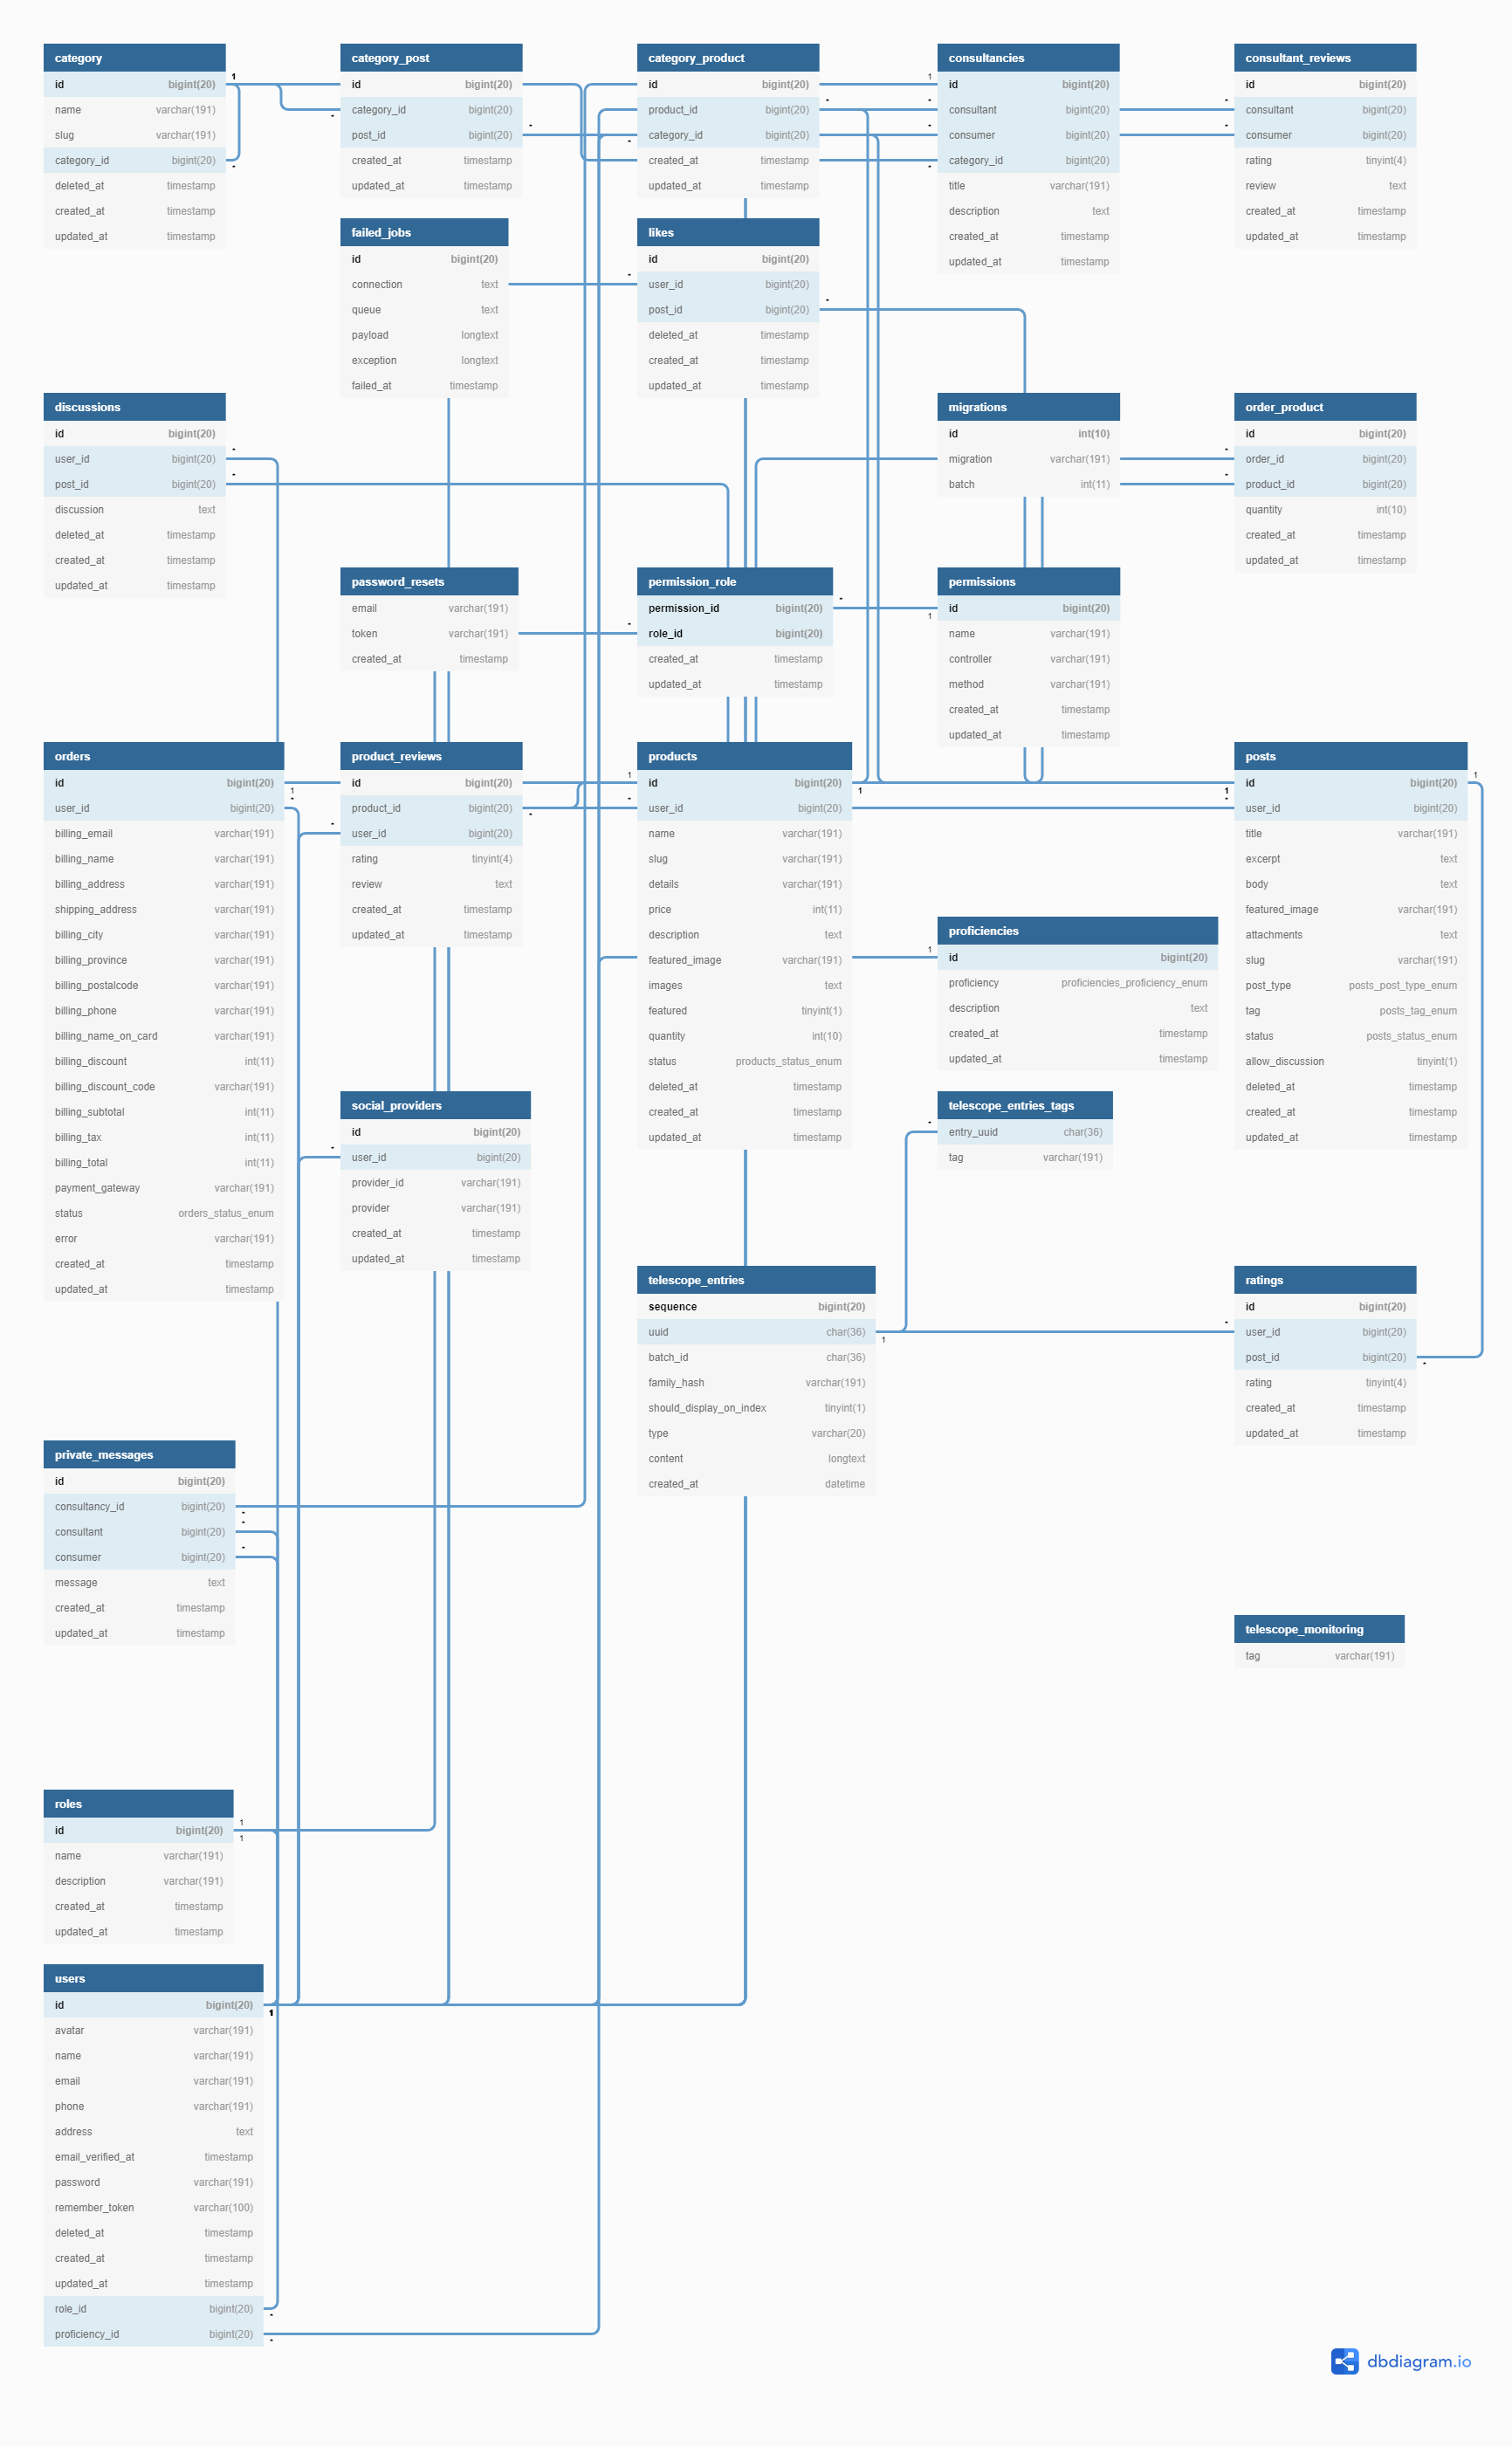 category
id bigint(20)
name varchar(191)
slug varchar(191)
category_id bigint(20)
deleted_at timestamp
created_at timestamp
updated_at timestamp
1
*
category_post
id bigint(20)
category_id bigint(20)
post_id bigint(20)
created_at timestamp
updated_at timestamp
*
*
category_product
id bigint(20)
product_id bigint(20)
category_id bigint(20)
created_at timestamp
updated_at timestamp
*
*
consultancies
id bigint(20)
consultant bigint(20)
consumer bigint(20)
category_id bigint(20)
title varchar(191)
description text
created_at timestamp
updated_at timestamp
1
*
*
*
consultant_reviews
id bigint(20)
consultant bigint(20)
consumer bigint(20)
rating tinyint(4)
review text
created_at timestamp
updated_at timestamp
*
*
failed_jobs
id bigint(20)
connection text
queue text
payload longtext
exception longtext
failed_at timestamp
likes
id bigint(20)
user_id bigint(20)
post_id bigint(20)
deleted_at timestamp
created_at timestamp
updated_at timestamp
*
*
discussions
id bigint(20)
user_id bigint(20)
post_id bigint(20)
discussion text
deleted_at timestamp
created_at timestamp
updated_at timestamp
*
*
migrations
id int(10)
migration varchar(191)
batch int(11)
order_product
id bigint(20)
order_id bigint(20)
product_id bigint(20)
quantity int(10)
created_at timestamp
updated_at timestamp
*
*
password_resets
email varchar(191)
token varchar(191)
created_at timestamp
permission_role
permission_id bigint(20)
role_id bigint(20)
created_at timestamp
updated_at timestamp
*
*
permissions
id bigint(20)
name varchar(191)
controller varchar(191)
method varchar(191)
created_at timestamp
updated_at timestamp
1
orders
id bigint(20)
user_id bigint(20)
billing_email varchar(191)
billing_name varchar(191)
billing_address varchar(191)
shipping_address varchar(191)
billing_city varchar(191)
billing_province varchar(191)
billing_postalcode varchar(191)
billing_phone varchar(191)
billing_name_on_card varchar(191)
billing_discount int(11)
billing_discount_code varchar(191)
billing_subtotal int(11)
billing_tax int(11)
billing_total int(11)
payment_gateway varchar(191)
status orders_status_enum
error varchar(191)
created_at timestamp
updated_at timestamp
1
*
product_reviews
id bigint(20)
product_id bigint(20)
user_id bigint(20)
rating tinyint(4)
review text
created_at timestamp
updated_at timestamp
*
*
products
id bigint(20)
user_id bigint(20)
name varchar(191)
slug varchar(191)
details varchar(191)
price int(11)
description text
featured_image varchar(191)
images text
featured tinyint(1)
quantity int(10)
status products_status_enum
deleted_at timestamp
created_at timestamp
updated_at timestamp
1
*
1
posts
id bigint(20)
user_id bigint(20)
title varchar(191)
excerpt text
body text
featured_image varchar(191)
attachments text
slug varchar(191)
post_type posts_post_type_enum
tag posts_tag_enum
status posts_status_enum
allow_discussion tinyint(1)
deleted_at timestamp
created_at timestamp
updated_at timestamp
1
1
*
proficiencies
id bigint(20)
proficiency proficiencies_proficiency_enum
description text
created_at timestamp
updated_at timestamp
1
social_providers
id bigint(20)
user_id bigint(20)
provider_id varchar(191)
provider varchar(191)
created_at timestamp
updated_at timestamp
*
telescope_entries_tags
entry_uuid char(36)
tag varchar(191)
*
telescope_entries
sequence bigint(20)
uuid char(36)
batch_id char(36)
family_hash varchar(191)
should_display_on_index tinyint(1)
type varchar(20)
content longtext
created_at datetime
1
ratings
id bigint(20)
user_id bigint(20)
post_id bigint(20)
rating tinyint(4)
created_at timestamp
updated_at timestamp
*
*
private_messages
id bigint(20)
consultancy_id bigint(20)
consultant bigint(20)
consumer bigint(20)
message text
created_at timestamp
updated_at timestamp
*
*
*
telescope_monitoring
tag varchar(191)
roles
id bigint(20)
name varchar(191)
description varchar(191)
created_at timestamp
updated_at timestamp
1
1
users
id bigint(20)
avatar varchar(191)
name varchar(191)
email varchar(191)
phone varchar(191)
address text
email_verified_at timestamp
password varchar(191)
remember_token varchar(100)
deleted_at timestamp
created_at timestamp
updated_at timestamp
role_id bigint(20)
proficiency_id bigint(20)
1
*
*
dbdiagram.io